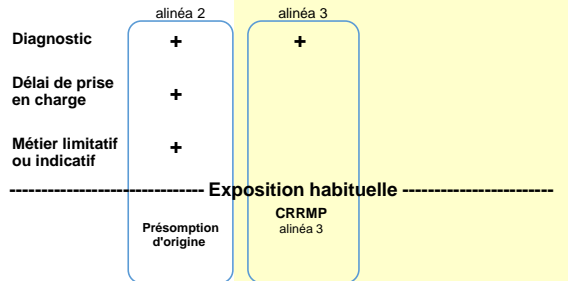 alinéa 2 alinéa 3
Diagnostic + +
Délai de prise
en charge +
Métier limitatif
ou indicatif +
------------------------------ Exposition habituelle -----------------------
Présomption
d'origine
CRRMP
alinéa 3